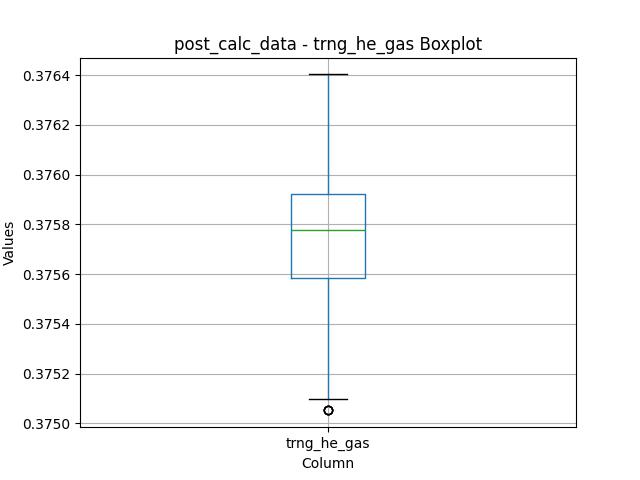 post_calc_data - trng_he_gas Boxplot
0.3764
0.3762
0.3760
0.3758
0.3756
0.3754
0.3752
0.3750
Values
trng_he_gas
Column